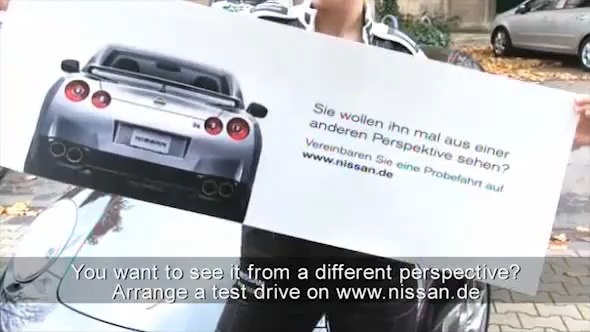 Sie wollen ihn mal aus einer
anderen Perspektive sehen?
Vereinbaren Sie eine Probefahrt auf
www.nissan.de
You want to see it from a different perspective?
Arrange a test drive on www.nissan.de